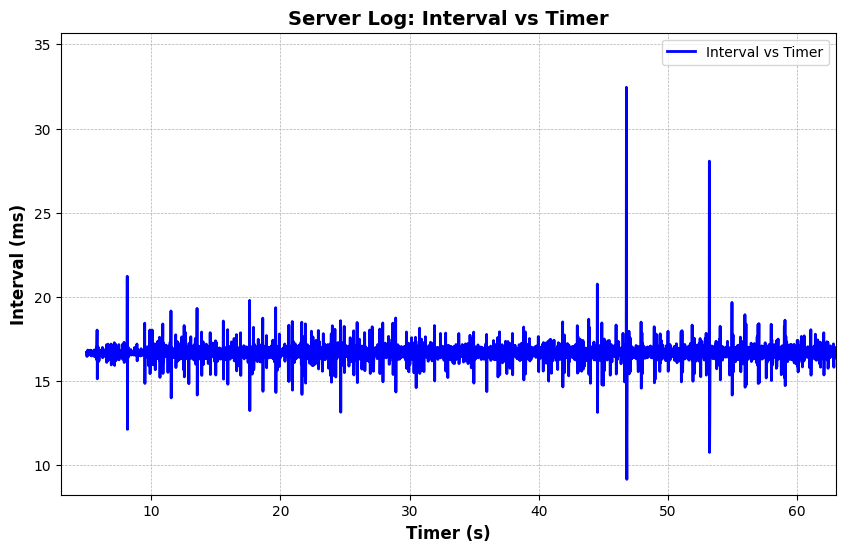 Server Log: Interval vs Timer
Interval vs Timer
35
30
25
20
15
10
Interval (ms)
10 20 30 40 50 60
Timer (s)